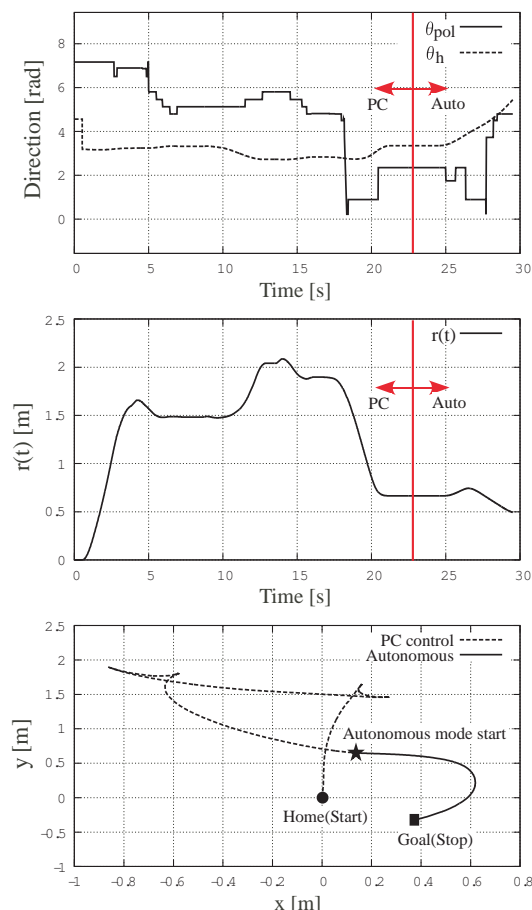 θpol
θh
8
6
4
2
0
Direction [rad]
PC
Auto
0
5
10
15
20
25
30
Time [s]
2.5
2
1.5
1
0.5
0
r(t) [m]
r(t)
PC
Auto
0
5
10
15
20
25
30
Time [s]
2.5
2
1.5
1
0.5
0
−0.5
−1
y [m]
PC control
Autonomous
Autonomous mode start
Home(Start)
Goal(Stop)
−1
−0.8
−0.6
−0.4
−0.2
0
0.2
0.4
0.6
0.8
x [m]